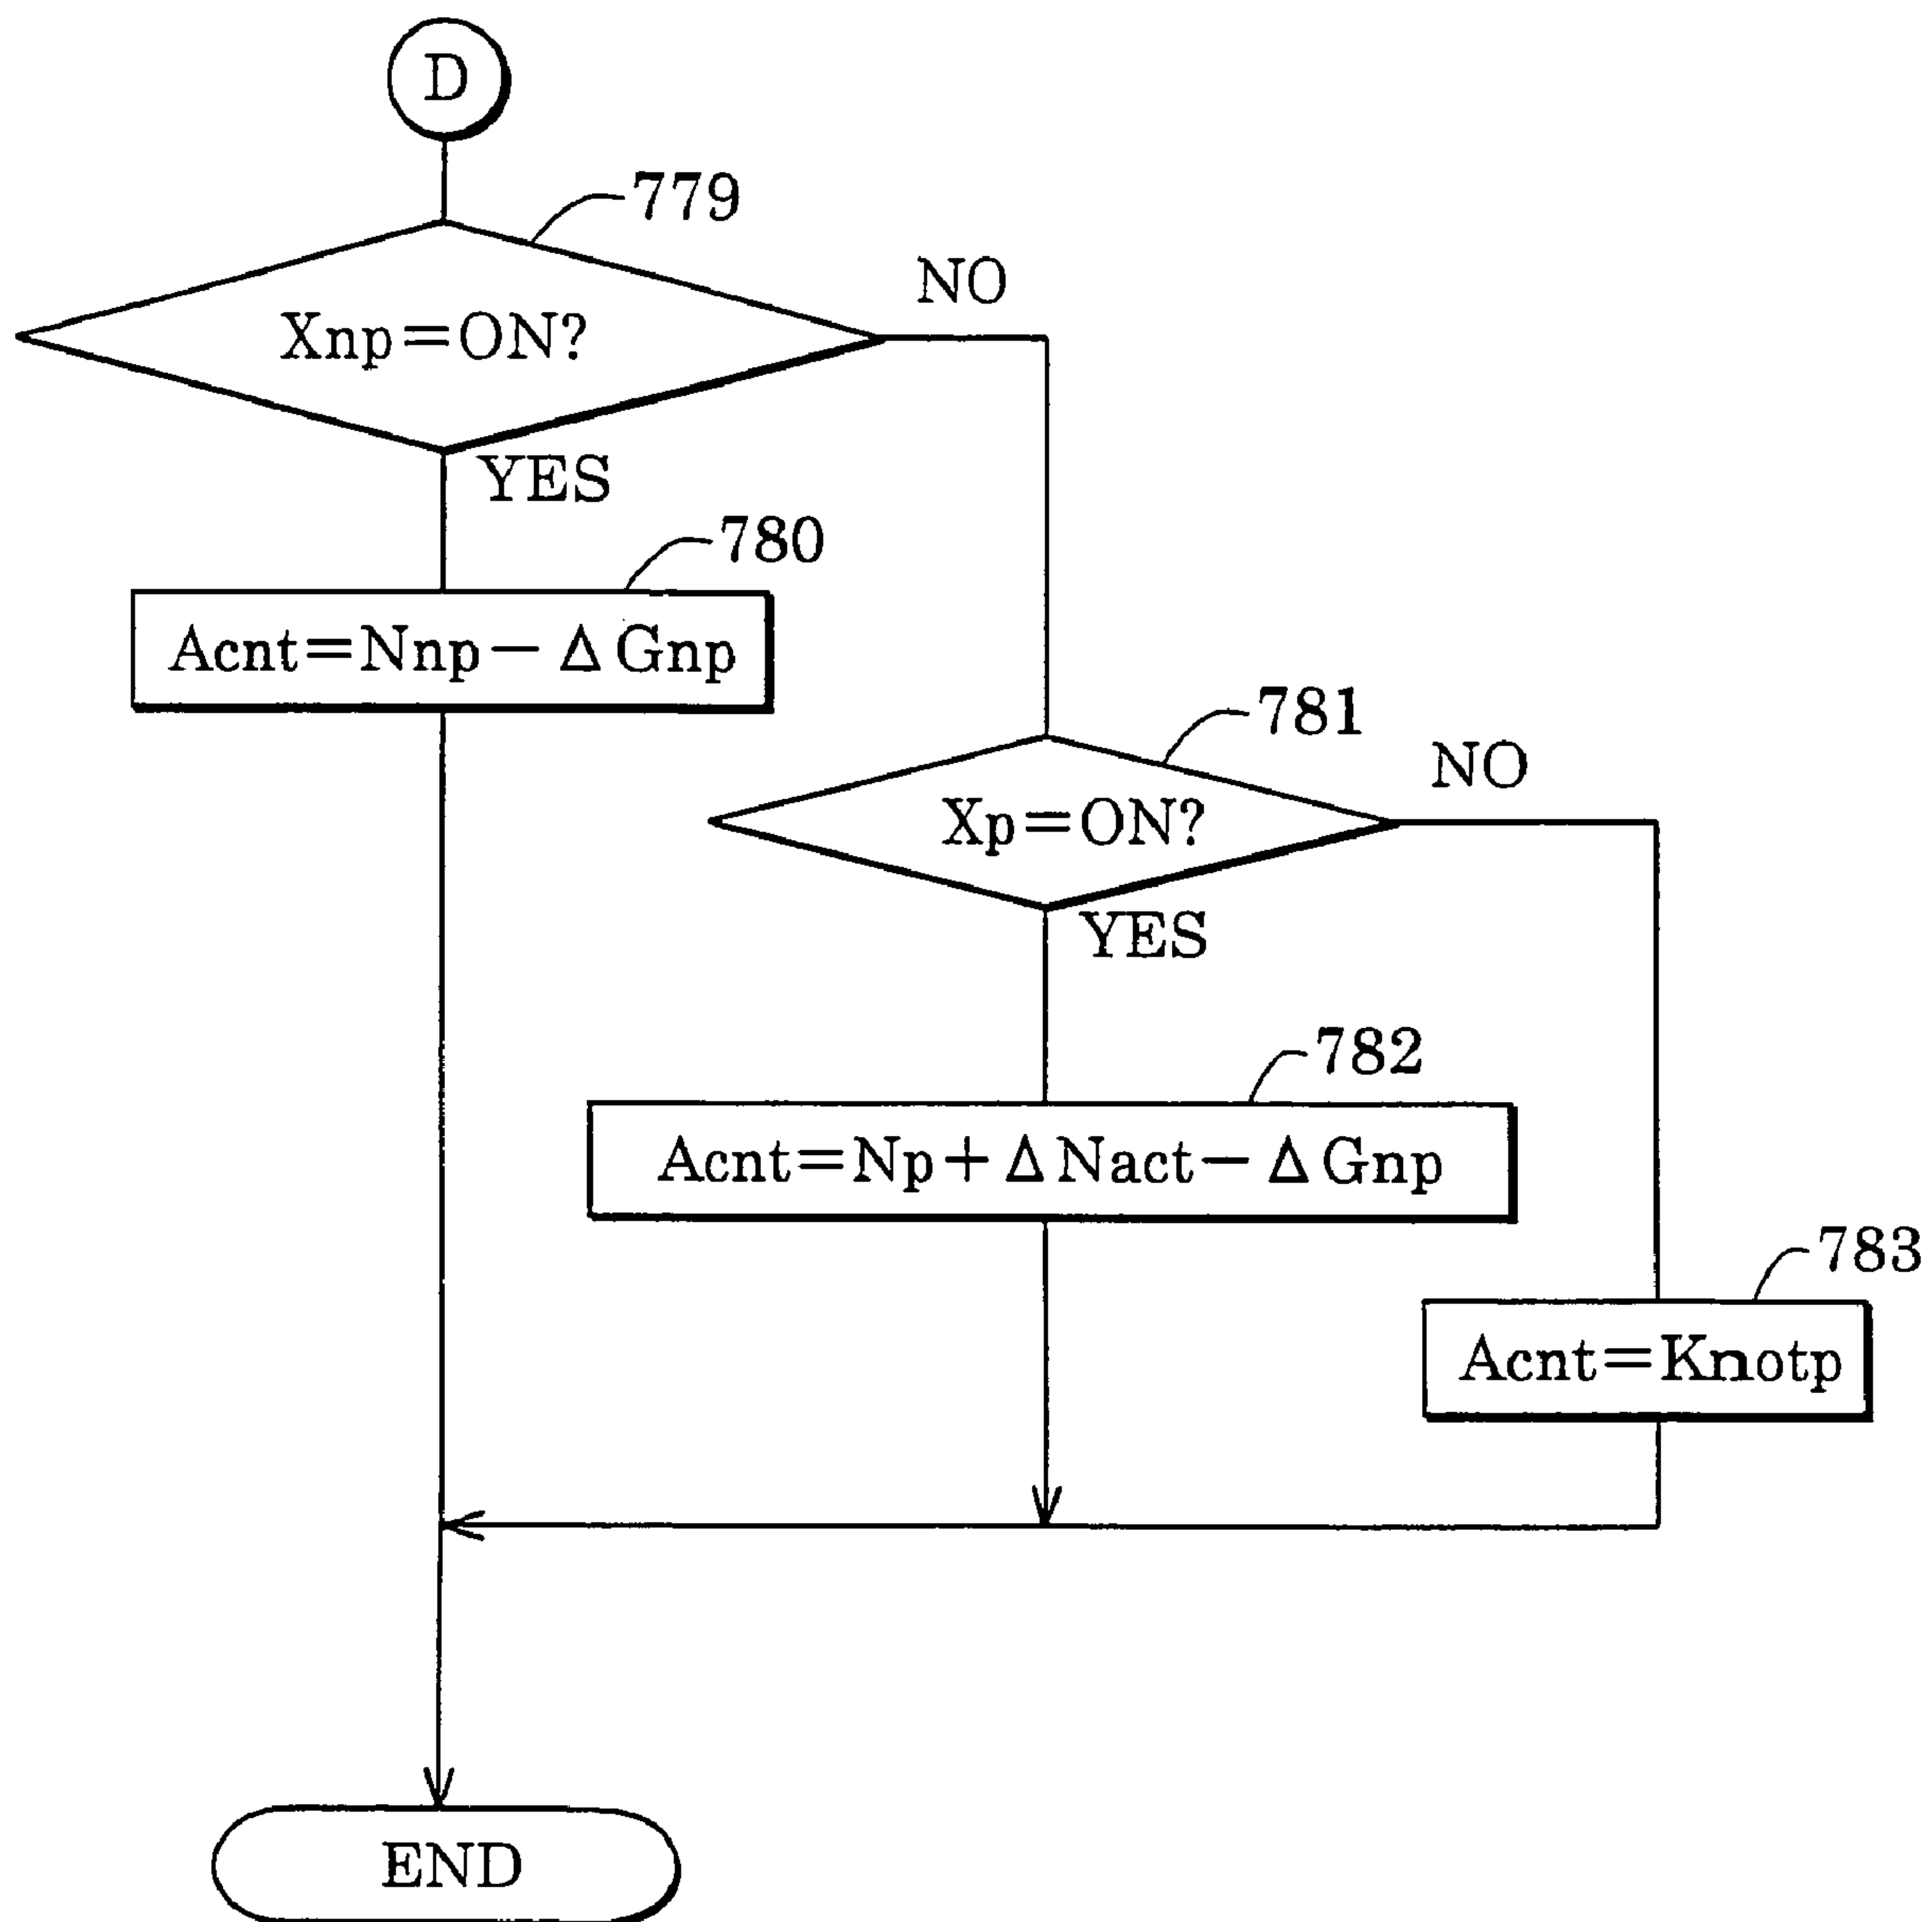 D
779
Xnp=ON?
NO
YES
780
Acnt=Nnp−ΔGnp
781
Xp=ON?
NO
YES
782
Acnt=Np+ΔNact−ΔGnp
783
Acnt=Knotp
END